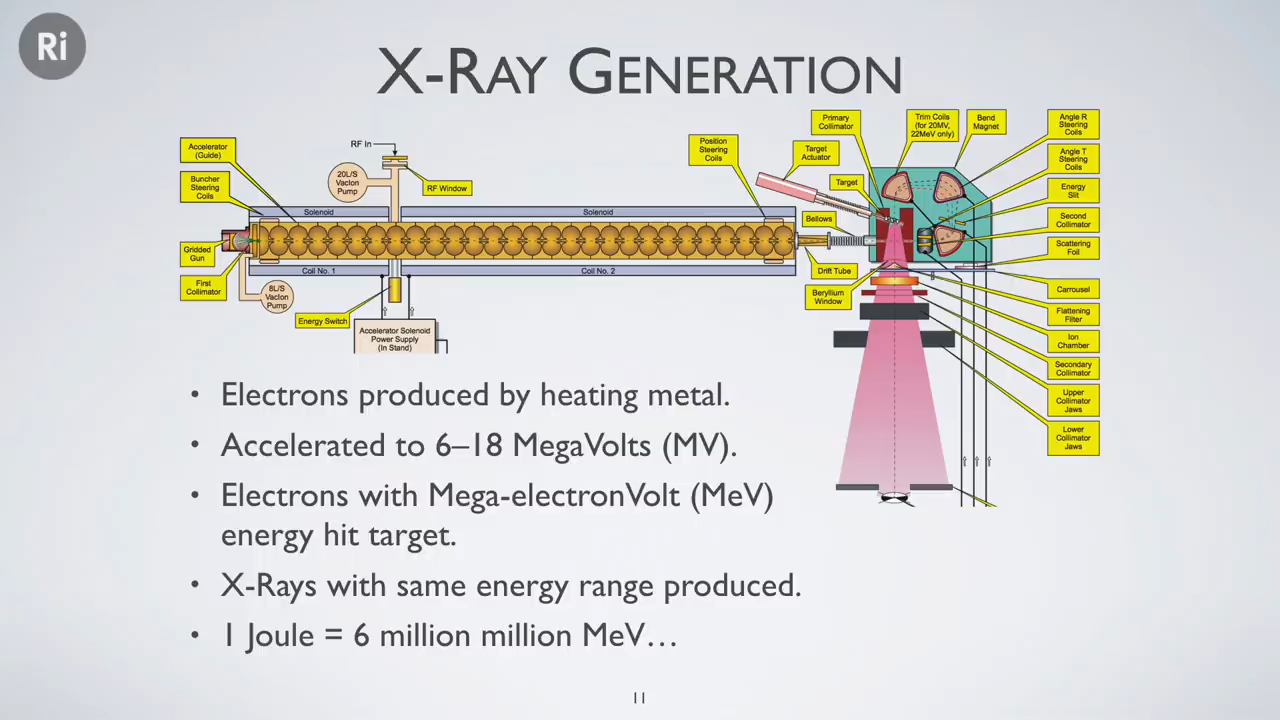 Ri
X-RAY GENERATION
Accelerator
(Guide)
Buncher
Steering
Coils
Gridded
Gun
First
Collimator
RF In
20L/S
VacIon
Pump
RF Window
Solenoid
Solenoid
Coil No. 1
Coil No. 2
8L/S
VacIon
Pump
Energy Switch
Accelerator Solenoid
Power Supply
(In Stand)
Position
Steering
Coils
Target
Actuator
Primary
Collimator
Target
Bellows
Drift Tube
Beryllium
Window
Trim Coils
(for 20MV,
22MeV only)
Bend
Magnet
Angle R
Steering
Coils
Angle T
Steering
Coils
Energy
Slit
Second
Collimator
Scattering
Foil
Carrousel
Flattening
Filter
Ion
Chamber
Secondary
Collimator
Upper
Collimator
Jaws
Lower
Collimator
Jaws
• Electrons produced by heating metal.
• Accelerated to 6–18 MegaVolts (MV).
• Electrons with Mega-electronVolt (MeV)
energy hit target.
• X-Rays with same energy range produced.
• 1 Joule = 6 million million MeV…
11